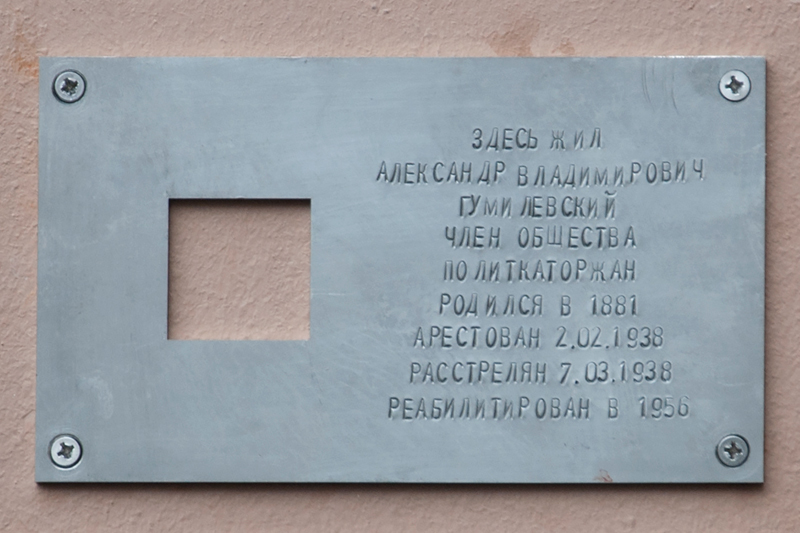 ЗДЕСЬ ЖИЛ
АЛЕКСАНДР ВЛАДИМИРОВИЧ
ГУМИЛЕВСКИЙ
ЧЛЕН ОБЩЕСТВА
ПОЛИТКАТОРЖАН
РОДИЛСЯ В 1881
АРЕСТОВАН 2.02.1938
РАССТРЕЛЯН 7.03.1938
РЕАБИЛИТИРОВАН В 1956